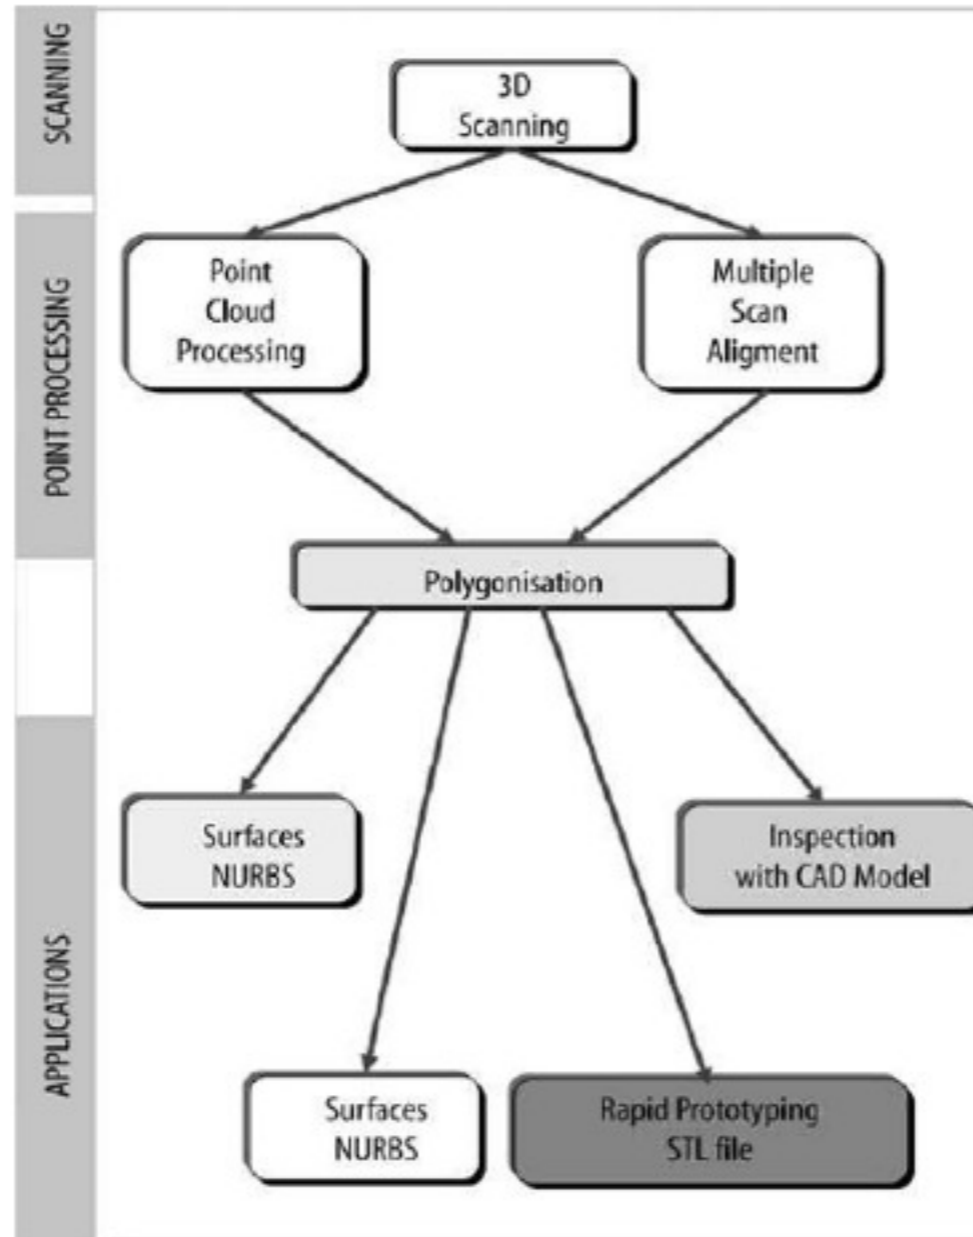 SCANNING
3D
Scanning
POINT PROCESSING
Point
Cloud
Processing
Multiple
Scan
Aligment
Polygonisation
APPLICATIONS
Surfaces
NURBS
Inspection
with CAD Model
Surfaces
NURBS
Rapid Prototyping
STL file